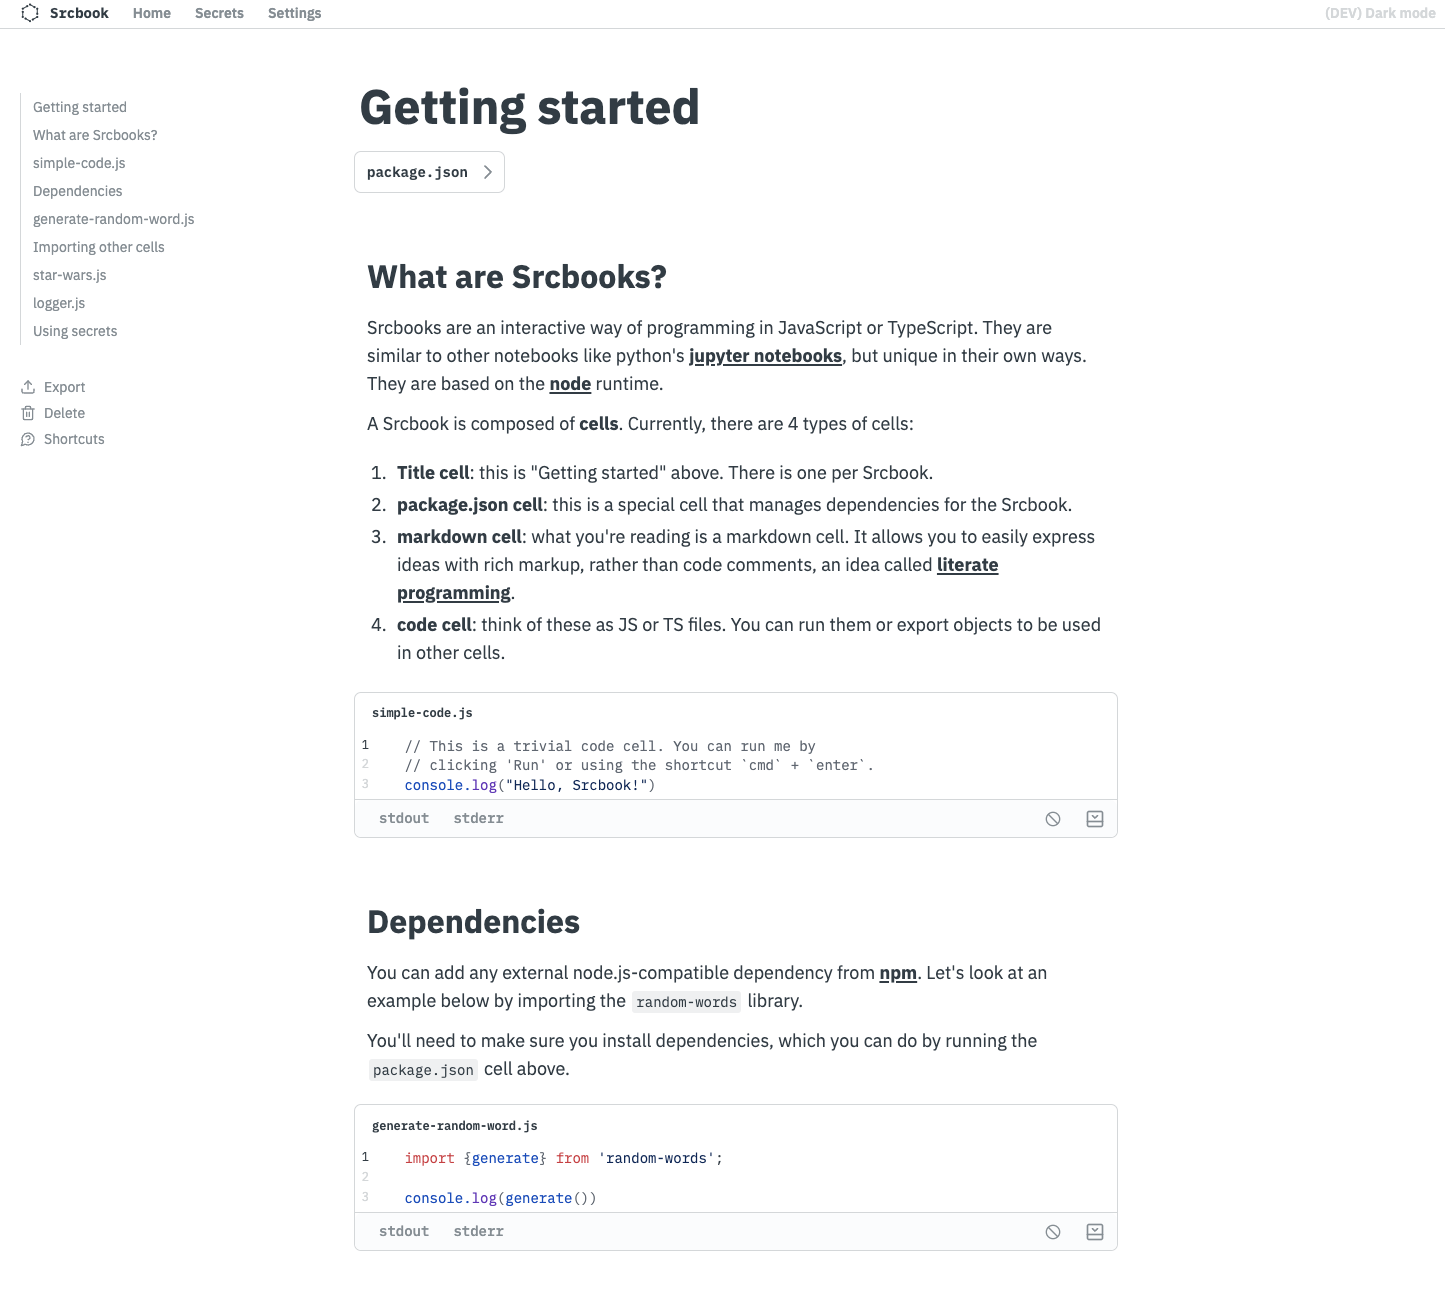 Srcbook Home Secrets Settings (DEV) Dark mode
Getting started
What are Srcbooks?
simple-code.js
Dependencies
generate-random-word.js
Importing other cells
star-wars.js
logger.js
Using secrets
Export
Delete
Shortcuts
Getting started
package.json
What are Srcbooks?
Srcbooks are an interactive way of programming in JavaScript or TypeScript. They are
similar to other notebooks like python's jupyter notebooks, but unique in their own ways.
They are based on the node runtime.
A Srcbook is composed of cells. Currently, there are 4 types of cells:
1. Title cell: this is "Getting started" above. There is one per Srcbook.
2. package.json cell: this is a special cell that manages dependencies for the Srcbook.
3. markdown cell: what you're reading is a markdown cell. It allows you to easily express
ideas with rich markup, rather than code comments, an idea called literate
programming.
4. code cell: think of these as JS or TS files. You can run them or export objects to be used
in other cells.
simple-code.js
1 // This is a trivial code cell. You can run me by
2 // clicking 'Run' or using the shortcut `cmd` + `enter`.
3 console.log("Hello, Srcbook!")
stdout stderr
Dependencies
You can add any external node.js-compatible dependency from npm. Let's look at an
example below by importing the random-words library.
You'll need to make sure you install dependencies, which you can do by running the
package.json cell above.
generate-random-word.js
1 import {generate} from 'random-words';
2
3 console.log(generate())
stdout stderr